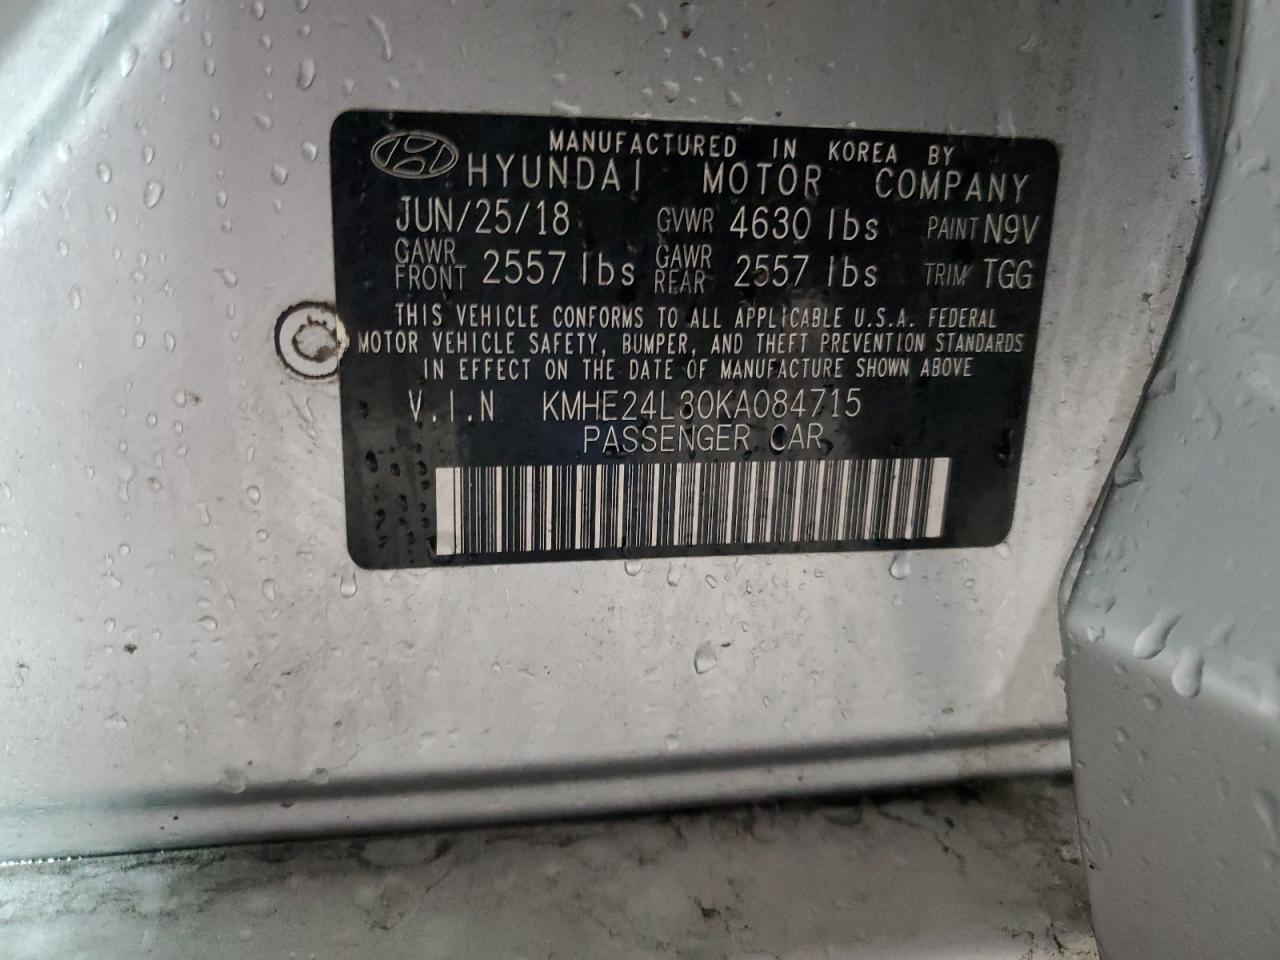 MANUFACTURED IN KOREA BY
HYUNDAI MOTOR COMPANY
JUN/25/18 GVWR 4630 lbs PAINT N9V
GAWR FRONT 2557 lbs GAWR REAR 2557 lbs TRIM TGG
THIS VEHICLE CONFORMS TO ALL APPLICABLE U.S.A. FEDERAL
MOTOR VEHICLE SAFETY, BUMPER, AND THEFT PREVENTION STANDARDS
IN EFFECT ON THE DATE OF MANUFACTURE SHOWN ABOVE
V.I.N KMHE24L30KA084715
PASSENGER CAR